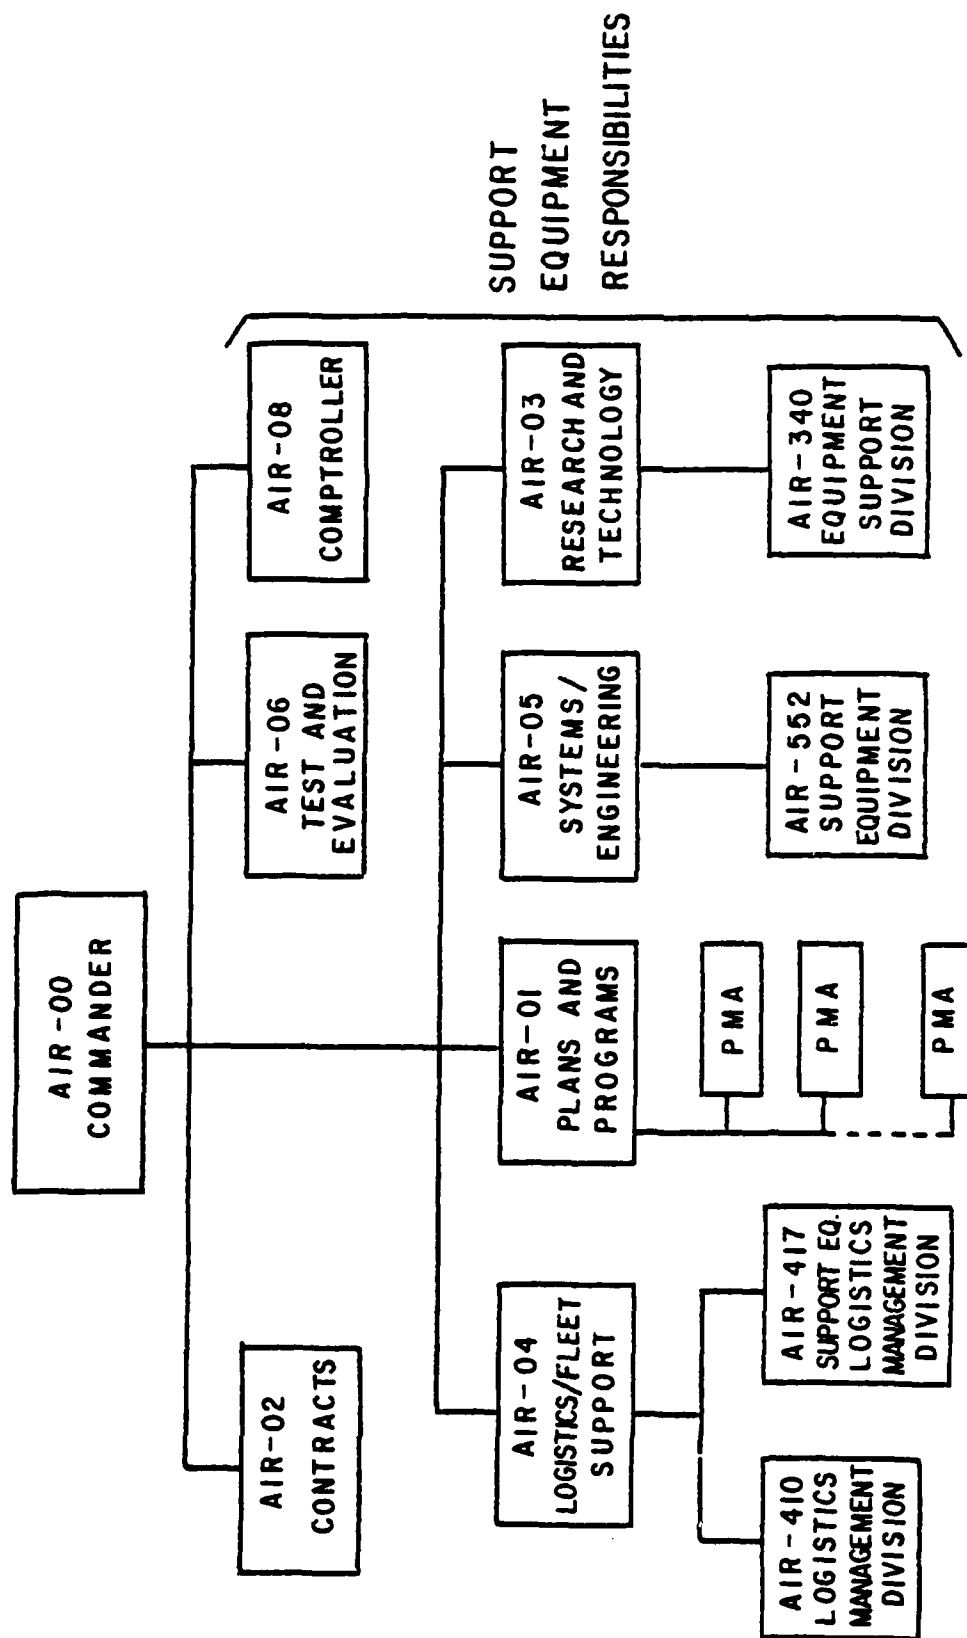 AIR-00
COMMANDER
AIR-02
CONTRACTS
AIR-06
TEST AND
EVALUATION
AIR-08
COMPTROLLER
AIR-04
LOGISTICS/FLEET
SUPPORT
AIR-01
PLANS AND
PROGRAMS
AIR-05
SYSTEMS/
ENGINEERING
AIR-03
RESEARCH AND
TECHNOLOGY
AIR-410
LOGISTICS
MANAGEMENT
DIVISION
AIR-417
SUPPORT EQ.
LOGISTICS
MANAGEMENT
DIVISION
PMA
PMA
PMA
AIR-552
SUPPORT
EQUIPMENT
DIVISION
AIR-340
EQUIPMENT
SUPPORT
DIVISION
SUPPORT
EQUIPMENT
RESPONSIBILITIES